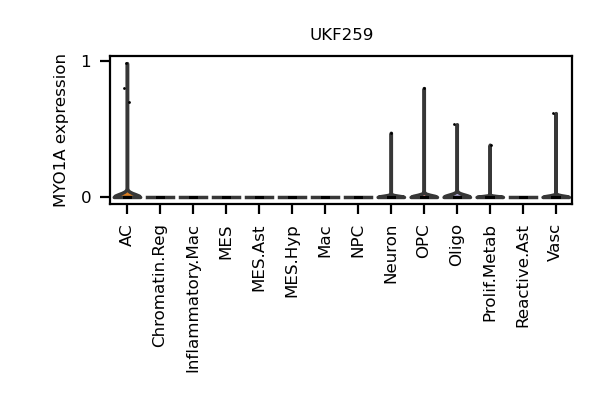 UKF259
MYO1A expression
1
0
AC
Chromatin.Reg
Inflammatory.Mac
MES
MES.Ast
MES.Hyp
Mac
NPC
Neuron
OPC
Oligo
Prolif.Metab
Reactive.Ast
Vasc